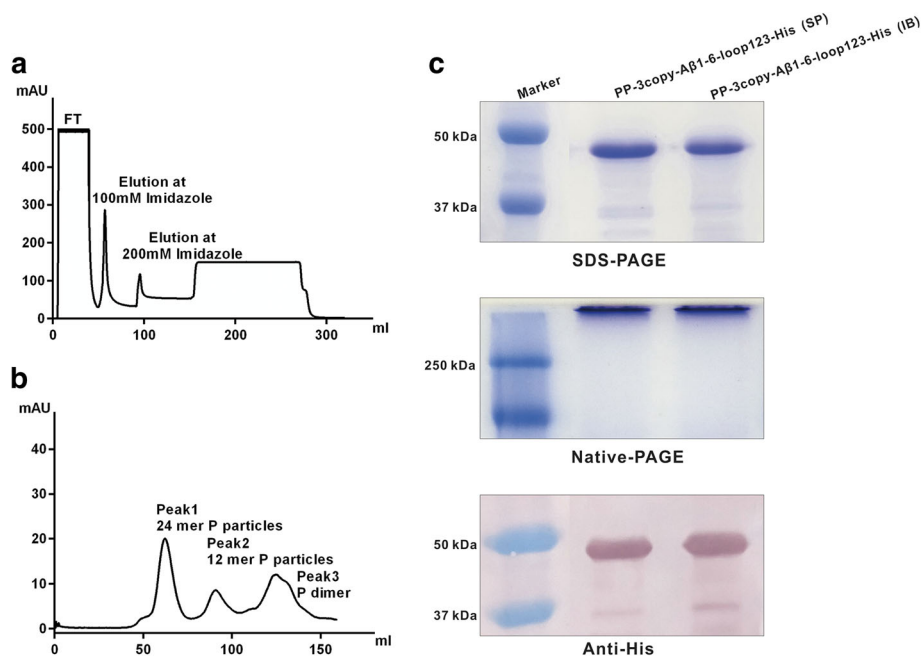 a
mAU
FT
500
400
300
200
100
0
Elution at
100mM Imidazole
Elution at
200mM Imidazole
0
100
200
300
ml
b
mAU
40
30
20
10
0
Peak1
24 mer P particles
Peak2
12 mer P particles
Peak3
P dimer
0
50
100
150
ml
c
Marker
PP-3copy-Aβ1-6-loop123-His (SP)
PP-3copy-Aβ1-6-loop123-His (IB)
50 kDa
37 kDa
SDS-PAGE
250 kDa
Native-PAGE
50 kDa
37 kDa
Anti-His